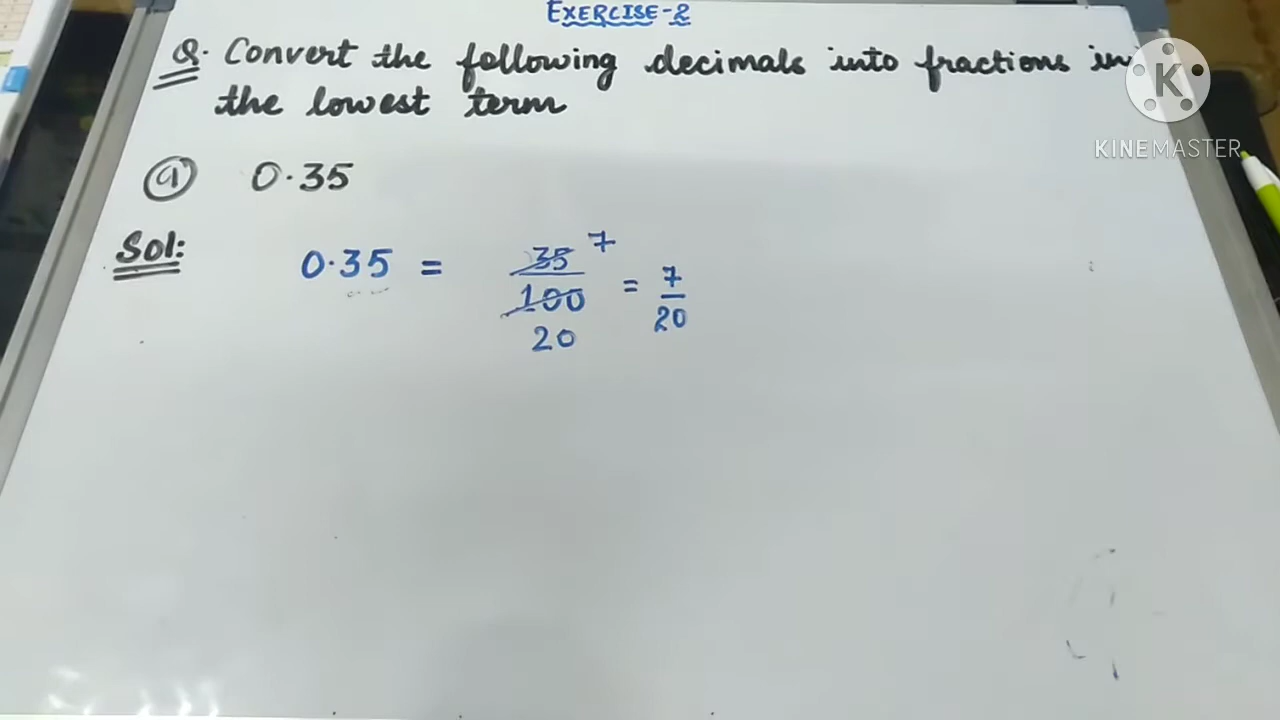 EXERCISE-2
Q. Convert the following decimals into fractions in
the lowest term
K
KINEMASTER
(a) 0.35
Sol: 0.35 = 35/100 7 20 = 7/20